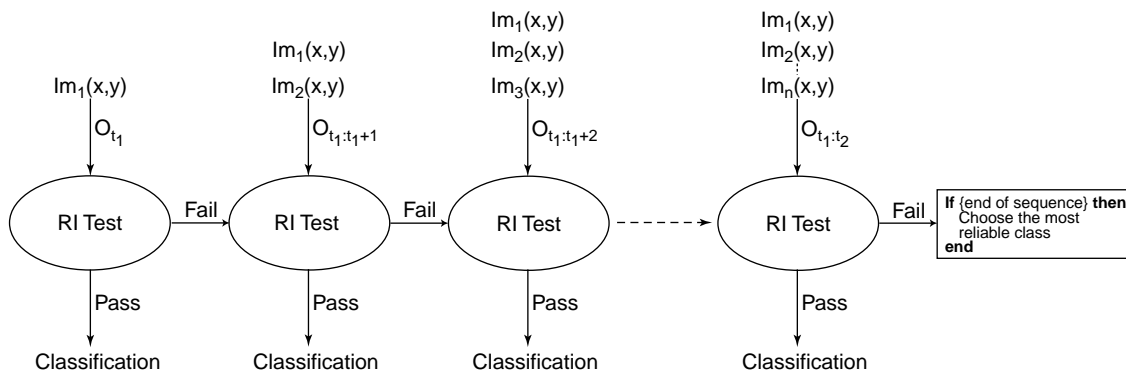 Im1(x,y)
Im1(x,y)
Im1(x,y)
Im2(x,y)
Im2(x,y)
Im1(x,y)
Im2(x,y)
Im3(x,y)
Imn(x,y)
Ot1
Ot1:t1+1
Ot1:t1+2
Ot1:t2
RI Test
Fail
RI Test
Fail
RI Test
RI Test
Fail
If {end of sequence} then
Choose the most
reliable class
end
Pass
Pass
Pass
Pass
Classification
Classification
Classification
Classification